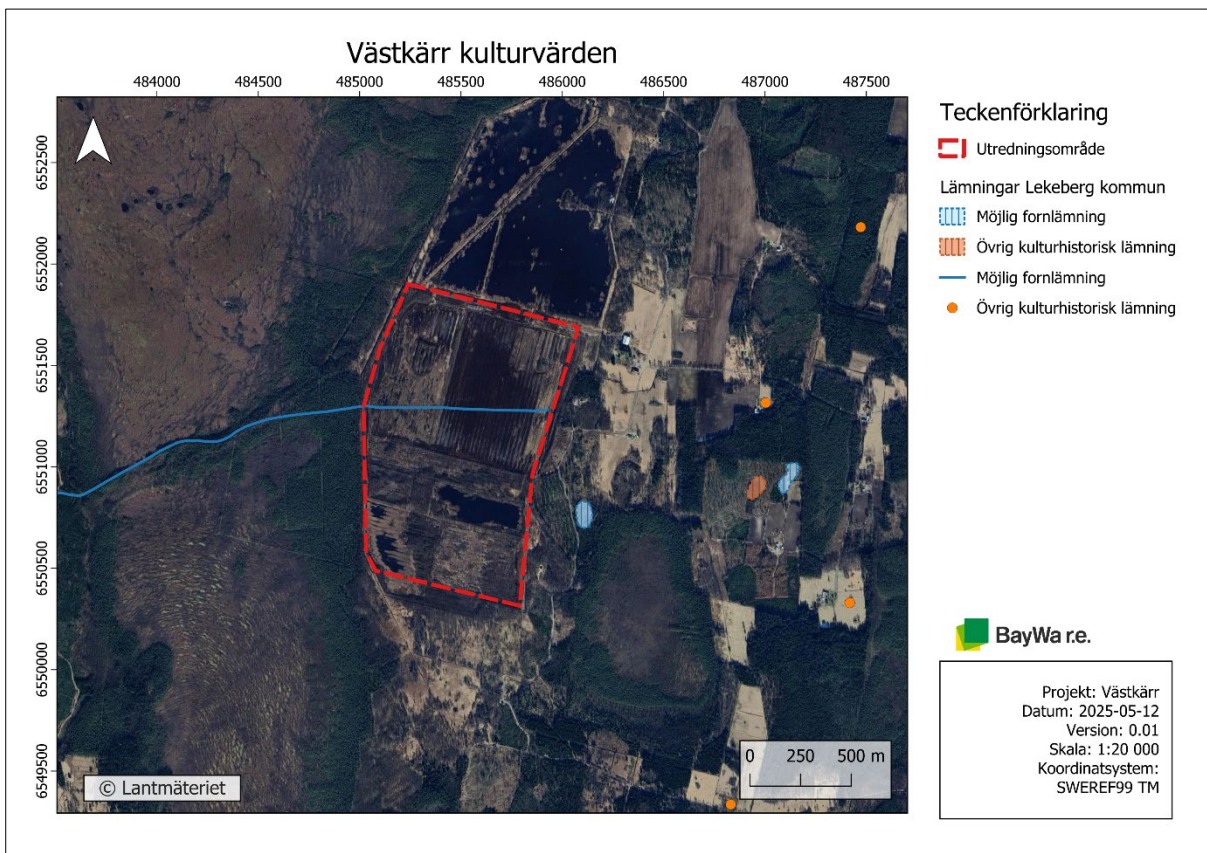 Västkärr kulturvärden
484000 484500 485000 485500 486000 486500 487000 487500
6552500
6552000
6551500
6551000
6550500
6550000
6549500
Teckenförklaring
Utredningsområde
Lämningar Lekeberg kommun
Möjlig fornlämning
Övrig kulturhistorisk lämning
Möjlig fornlämning
Övrig kulturhistorisk lämning
BayWa r.e.
Projekt: Västkärr
Datum: 2025-05-12
Version: 0.01
Skala: 1:20 000
Koordinatsystem:
SWEREF99 TM
0 250 500 m
© Lantmäteriet